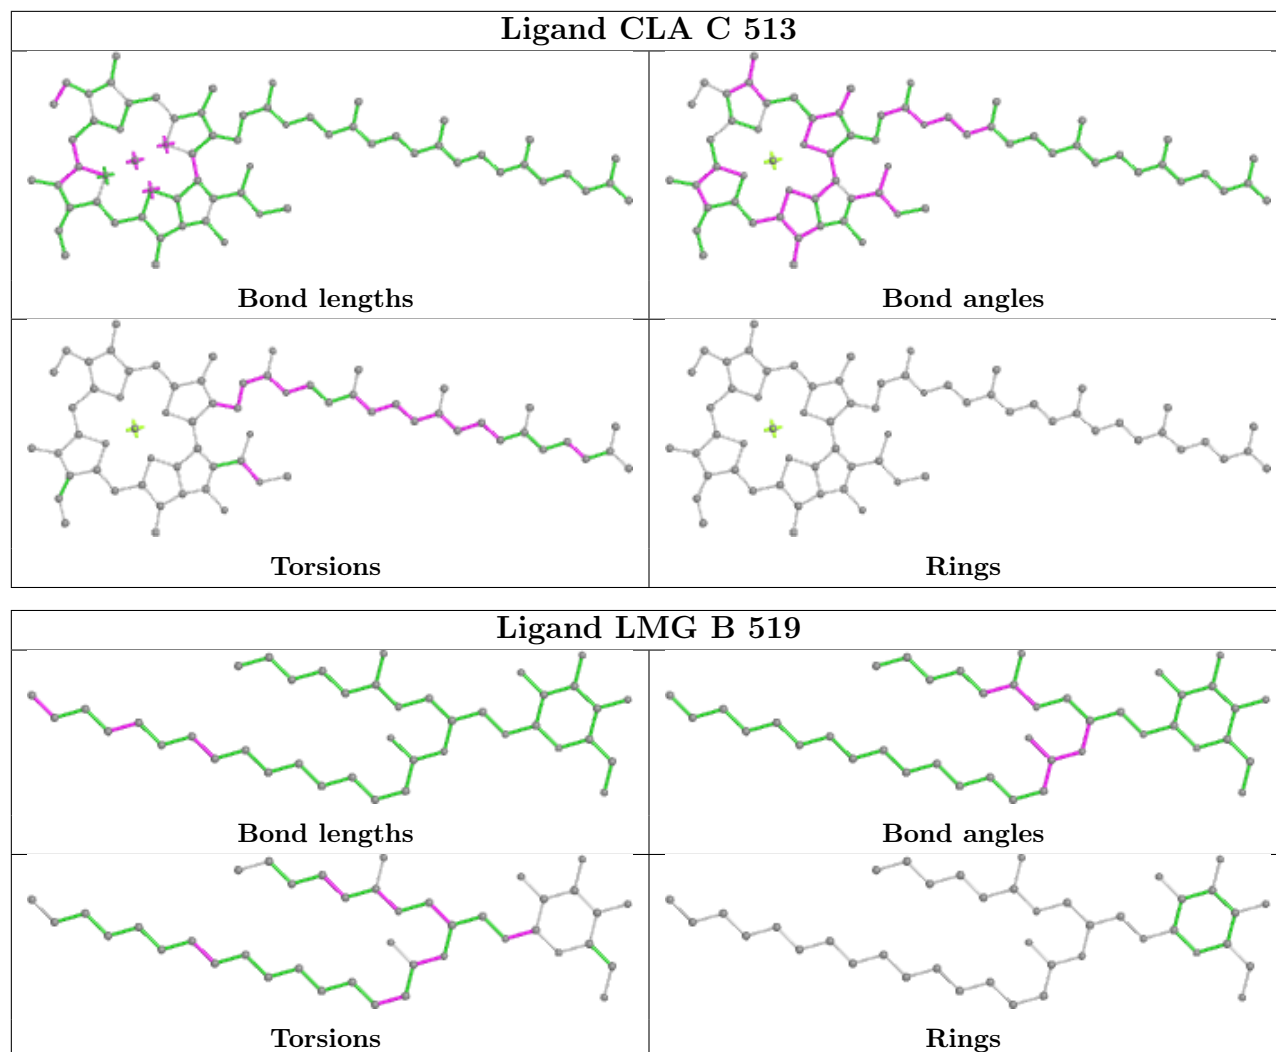 Ligand CLA C 513
Bond lengths
Bond angles
Torsions
Rings
Ligand LMG B 519
Bond lengths
Bond angles
Torsions
Rings